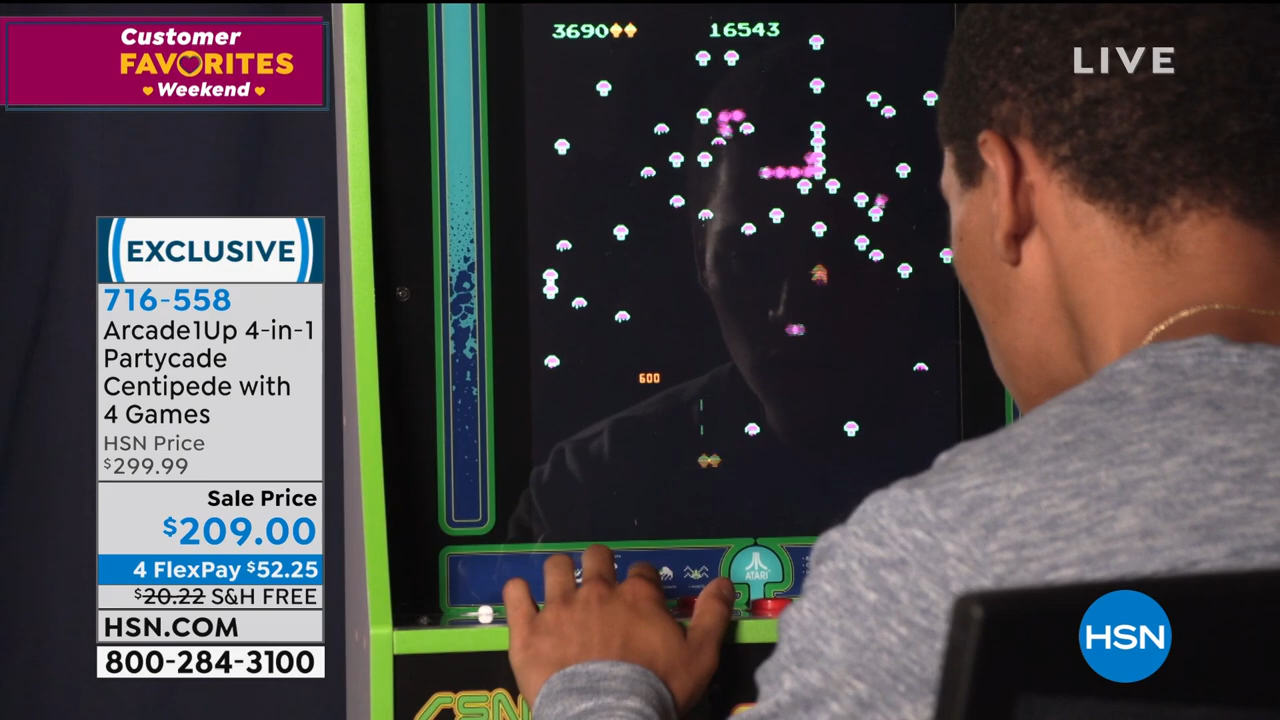 Customer
FAVORITES
Weekend
LIVE
3690
16543
600
EXCLUSIVE
716-558
Arcade1Up 4-in-1
Partycade
Centipede with
4 Games
HSN Price
$299.99
Sale Price
$209.00
4 FlexPay $52.25
$20.22 S&H FREE
HSN.COM
800-284-3100
ATARI
HSN